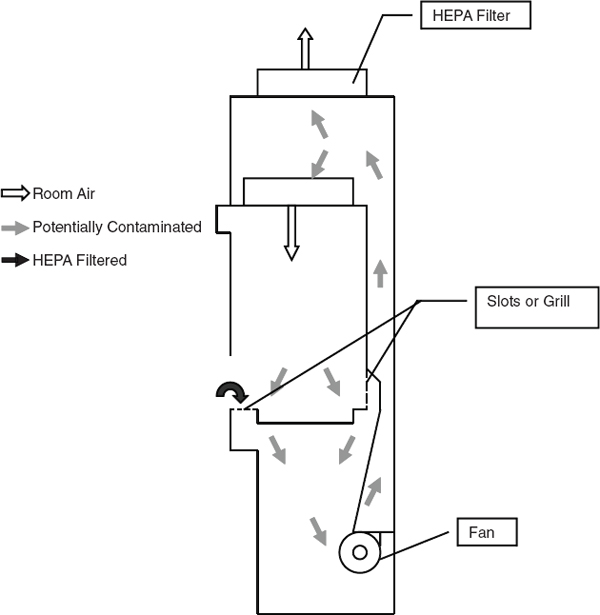 HEPA Filter
Room Air
Potentially Contaminated
HEPA Filtered
Slots or Grill
Fan